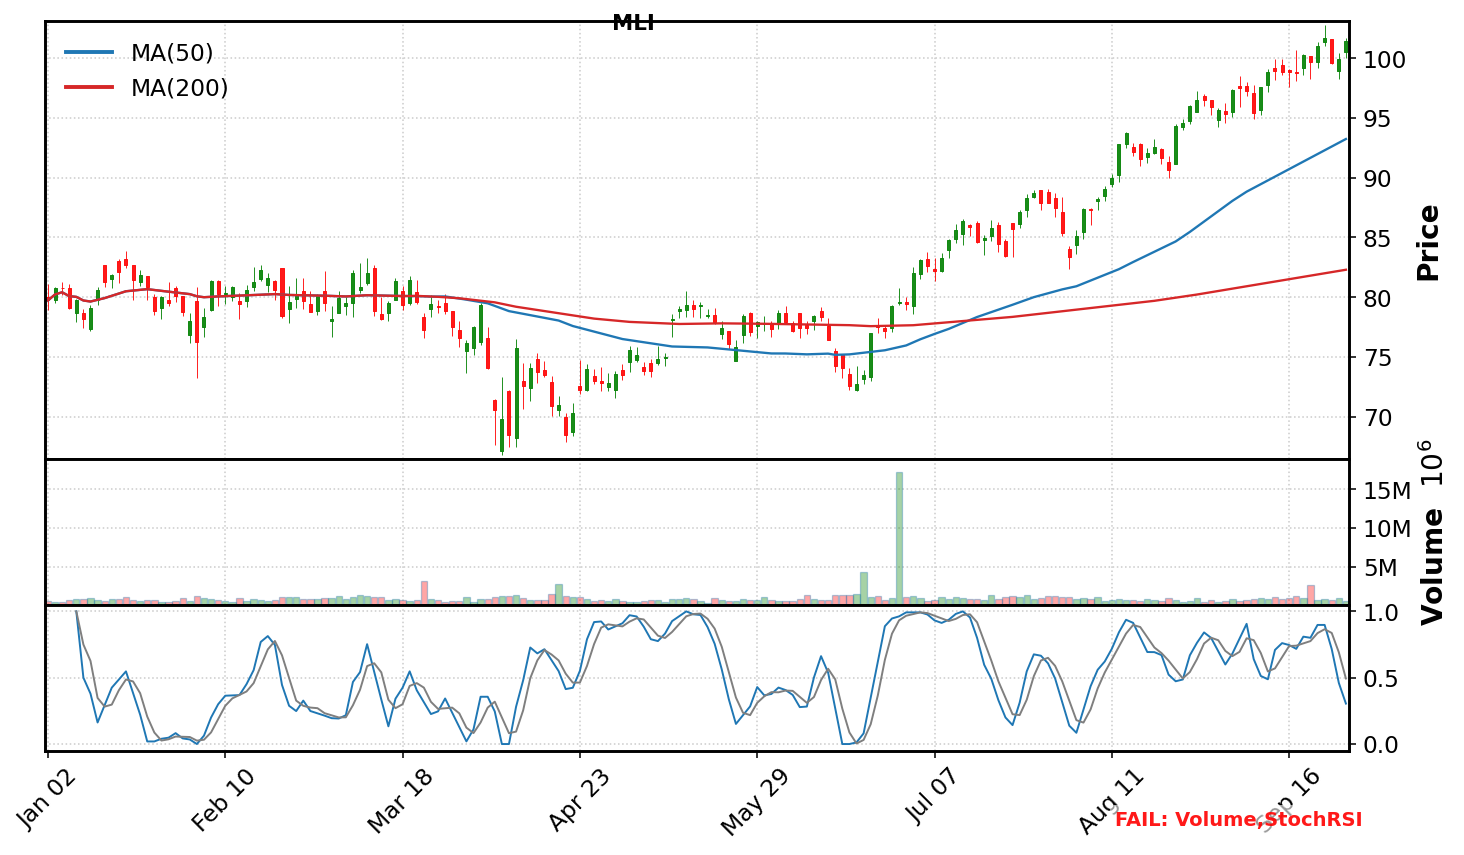 MLI
MA(50)
MA(200)
100
95
90
85
80
75
70
Price
15M
10M
5M
Volume 10⁶
1.0
0.5
0.0
Jan 02
Feb 10
Mar 18
Apr 23
May 29
Jul 07
Aug 11
Sep 16
FAIL: Volume,StochRSI